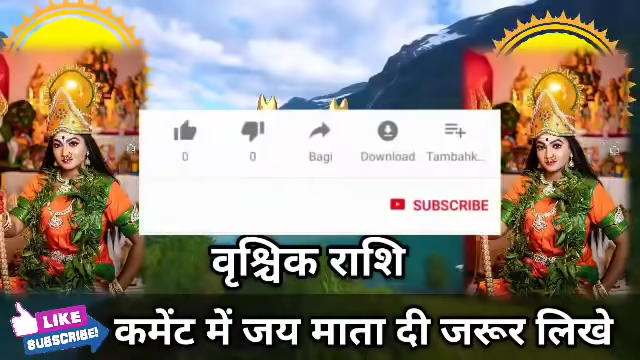 0 0 Bagi Download Tambahk...
SUBSCRIBE
वृश्चिक राशि
LIKE
SUBSCRIBE!
कमेंट में जय माता दी जरूर लिखे